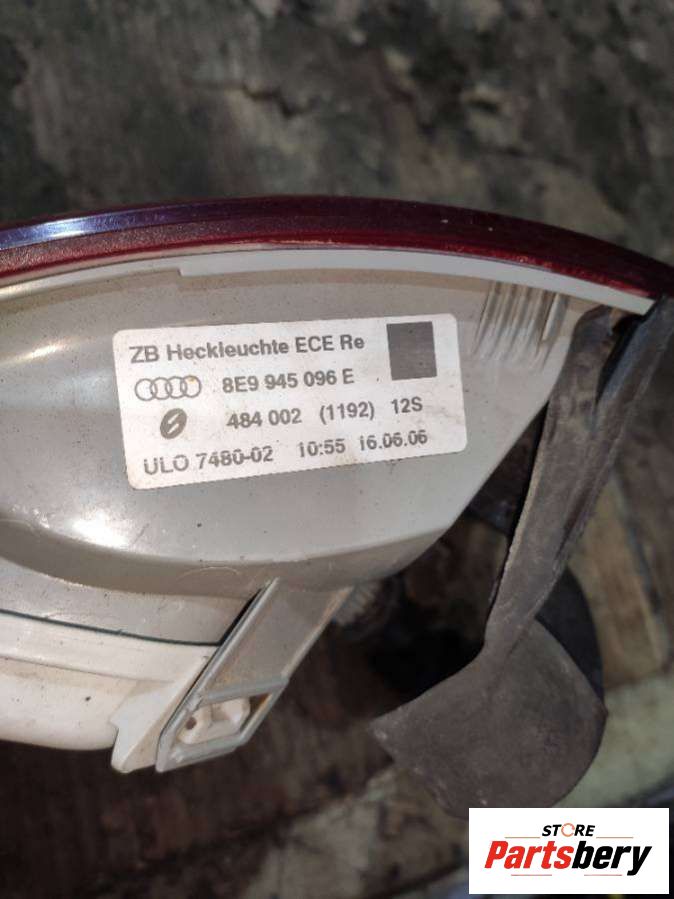 ZB Heckleuchte ECE Re
8E9 945 096 E
484 002 (1192) 12S
ULO 7480-02 10:55 16.06.06
STORE
Partsbery